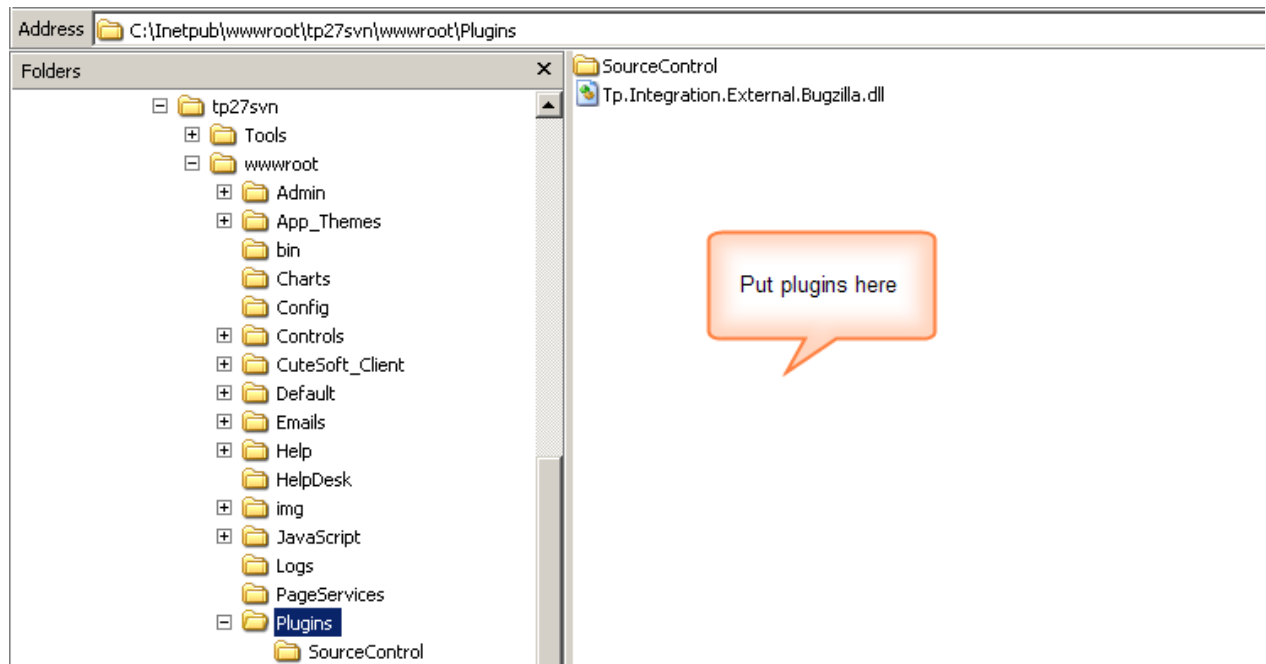 Address C:\Inetpub\wwwroot\tp27svn\wwwroot\Plugins
Folders
tp27svn
Tools
wwwroot
Admin
App_Themes
bin
Charts
Config
Controls
CuteSoft_Client
Default
Emails
Help
HelpDesk
img
JavaScript
Logs
PageServices
Plugins
SourceControl
SourceControl
Tp.Integration.External.Bugzilla.dll
Put plugins here